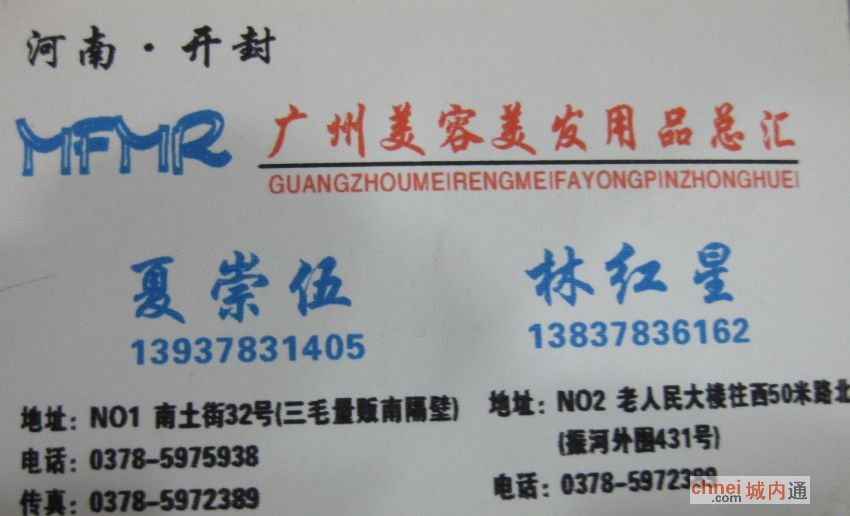 河南·开封
MFMR 广州美容美发用品总汇
GUANGZHOUMEIRENGMEIFAYONGPINZHONGHUEI
夏崇伍 林红星
13937831405 13837836162
地址: NO1 南土街32号(三毛量贩南隔壁)
电话: 0378-5975938
传真: 0378-5972389
地址: NO2 老人民大楼往西50米路北
(振河外圈431号)
电话: 0378-5972389
chnei.com 城内通